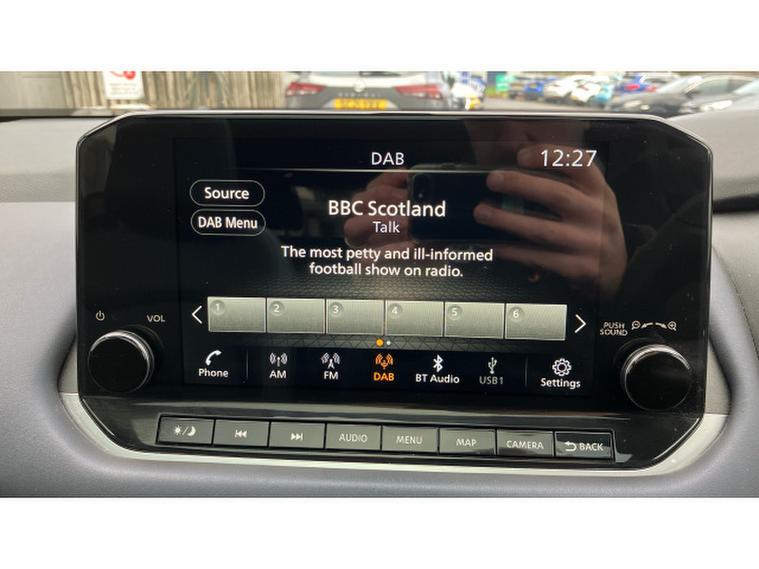 DAB
12:27
Source
DAB Menu
BBC Scotland
Talk
The most petty and ill-informed
football show on radio.
1 2 3 4 5 6
VOL
PUSH
SOUND
Phone
AM
FM
DAB
BT Audio
USB1
Settings
AUDIO
MENU
MAP
CAMERA
BACK